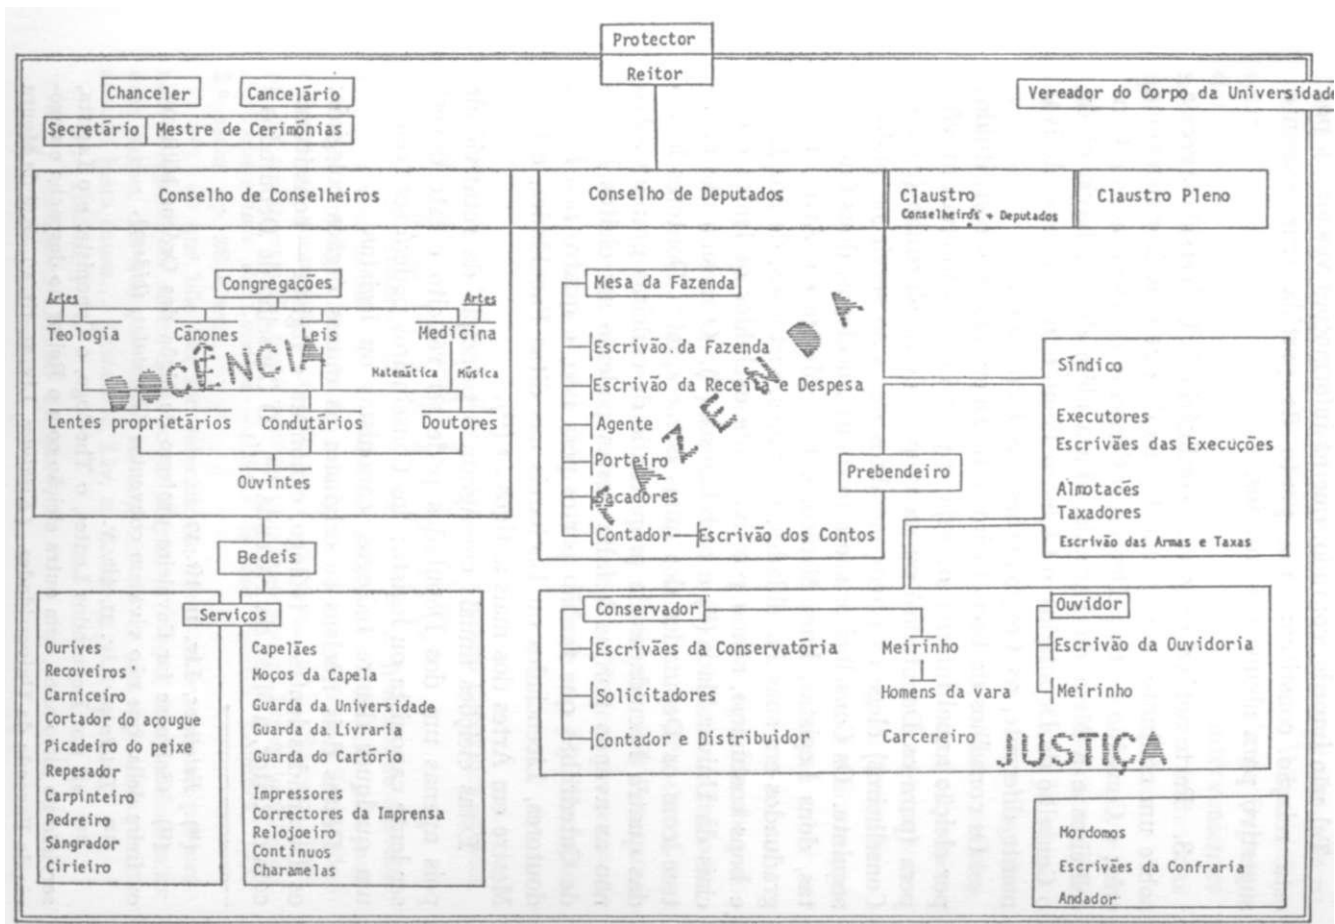 Protector
Reitor
Chanceler
Cancelário
Vereador do Corpo da Universidade
Secretário
Mestre de Cerimónias
Conselho de Conselheiros
Conselho de Deputados
Claustro
Conselheiros + Deputados
Claustro Pleno
Congregações
Artes
Artes
Teologia
Cânones
Leis
Medicina
DOCÊNCIA
Matemática
Música
Lentes proprietários
Condutários
Doutores
Ouvintes
Mesa da Fazenda
Escrivão da Fazenda
Escrivão da Receita e Despesa
Agente
Porteiro
Sacadores
Contador
Escrivão dos Contos
FAZENDA
Prebendeiro
Síndico
Executores
Escrivães das Execuções
Almotacés
Taxadores
Escrivão das Armas e Taxas
Bedeis
Serviços
Ourives
Recoveiros
Carniceiro
Cortador do açougue
Picadeiro do peixe
Repesador
Carpinteiro
Pedreiro
Sangrador
Cirieiro
Capelães
Moços da Capela
Guarda da Universidade
Guarda da Livraria
Guarda do Cartório
Impressores
Correctores da Imprensa
Relojoeiro
Contínuos
Charamelas
Conservador
Escrivães da Conservatória
Solicitadores
Contador e Distribuidor
Meirinho
Homens da vara
Carcereiro
Ouvidor
Escrivão da Ouvidoria
Meirinho
JUSTIÇA
Mordomos
Escrivães da Confraria
Andador